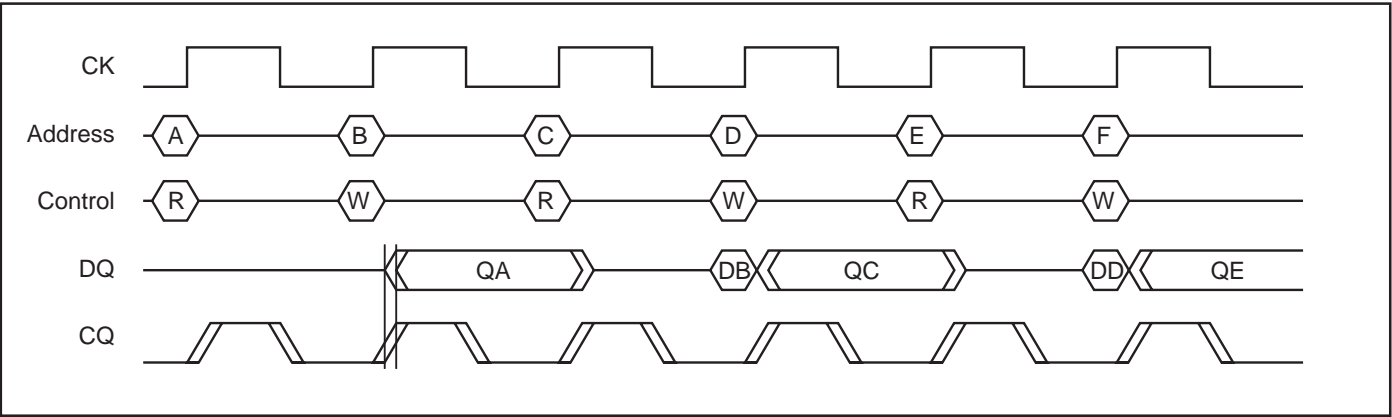 CK
Address A B C D E F
Control R W R W R W
DQ QA DB QC DD QE
CQ